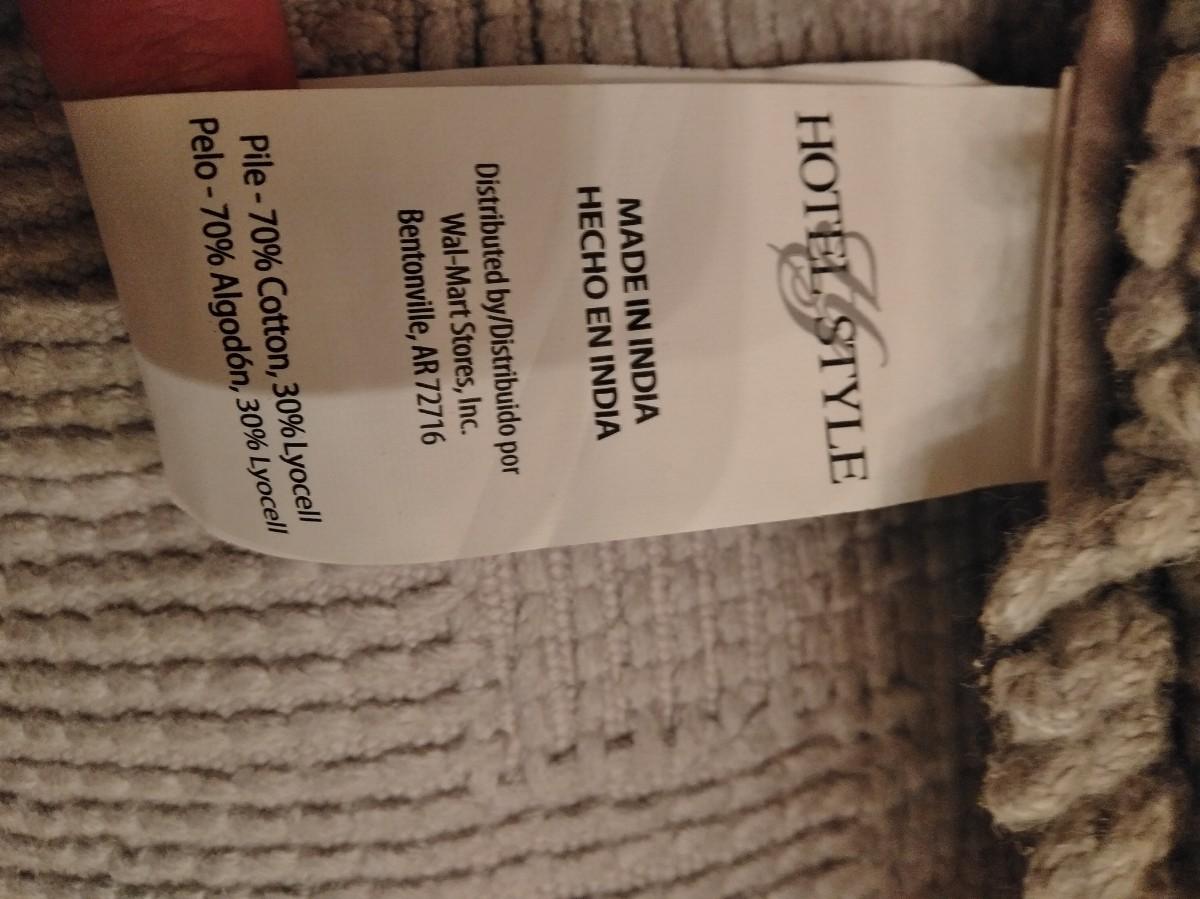 HOTEL STYLE
MADE IN INDIA
HECHO EN INDIA
Distributed by/Distribuido por
Wal-Mart Stores, Inc.
Bentonville, AR 72716
Pile - 70% Cotton, 30% Lyocell
Pelo - 70% Algodón, 30% Lyocell